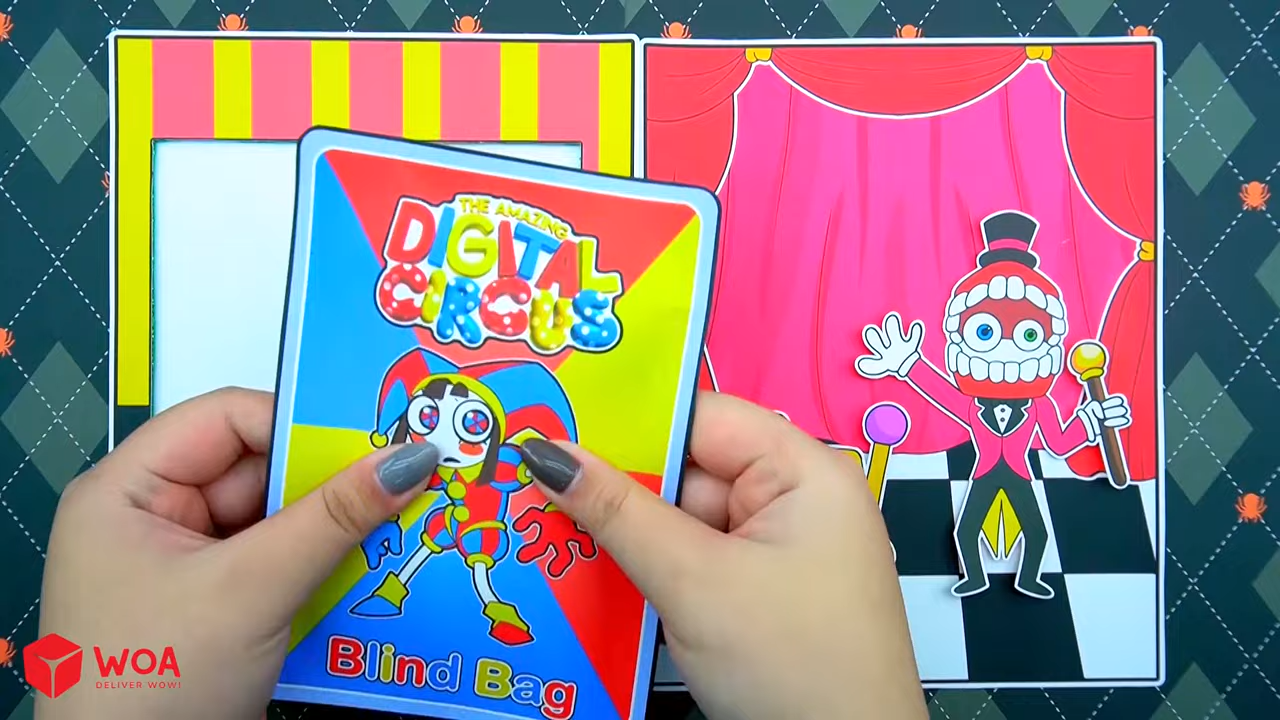 THE AMAZING
DIGITAL
CIRCUS
Blind Bag
WOA
DELIVER WOW!